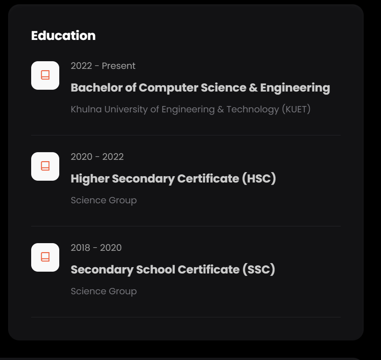 Education
2022 - Present
Bachelor of Computer Science & Engineering
Khulna University of Engineering & Technology (KUET)
2020 - 2022
Higher Secondary Certificate (HSC)
Science Group
2018 - 2020
Secondary School Certificate (SSC)
Science Group